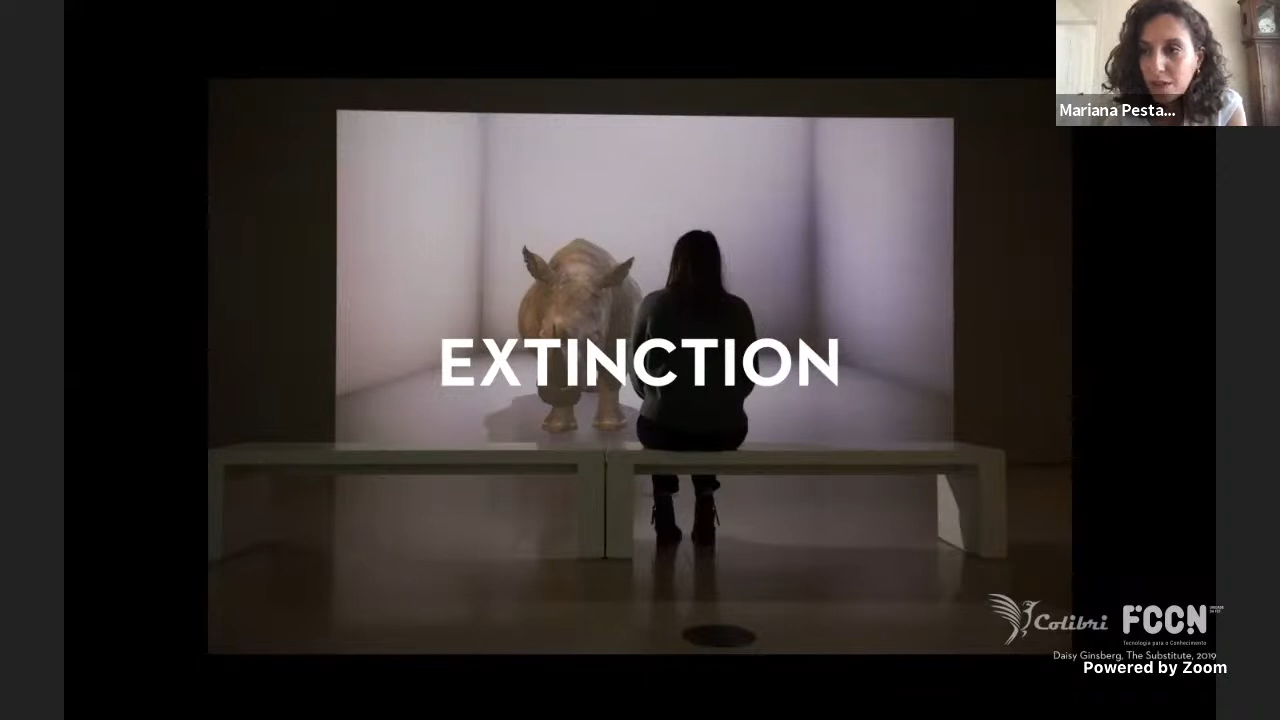 Mariana Pesta...
EXTINCTION
Colibri
FCCN
Tecnologia para o Conhecimento
Daisy Ginsberg, The Substitute, 2019
Powered by Zoom